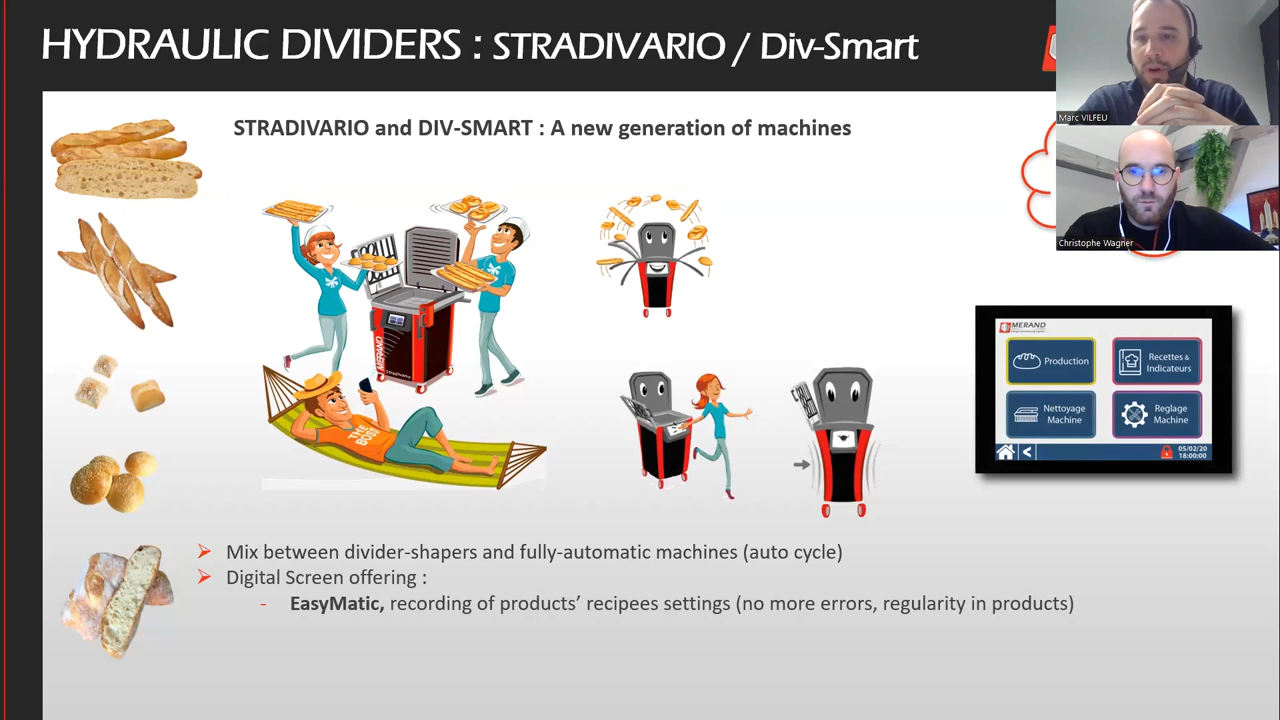 HYDRAULIC DIVIDERS : STRADIVARIO / Div-Smart
Marc VILFEU
STRADIVARIO and DIV-SMART : A new generation of machines
Christophe Wagner
MERAND
Stradivario
THE
BOSS
MERAND
Production
Recettes &
Indicateurs
Nettoyage
Machine
Reglage
Machine
<
05/02/20
18:00:00
➢ Mix between divider-shapers and fully-automatic machines (auto cycle)
➢ Digital Screen offering :
- EasyMatic, recording of products’ recipees settings (no more errors, regularity in products)